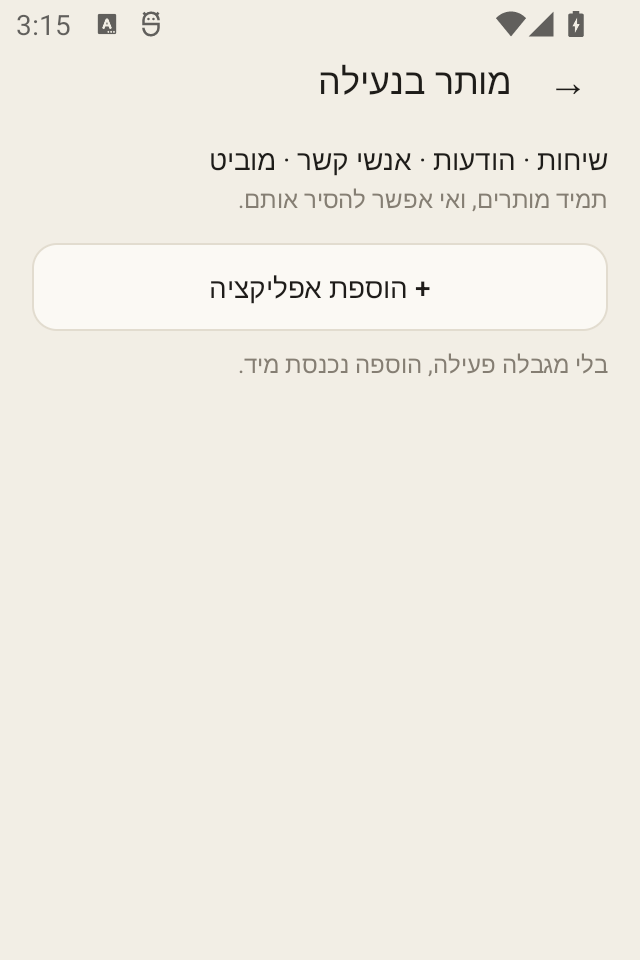 3:15
→ מותר בנעילה
שיחות · הודעות · אנשי קשר · מוביט
תמיד מותרים, ואי אפשר להסיר אותם.
+ הוספת אפליקציה
בלי מגבלה פעילה, הוספה נכנסת מיד.